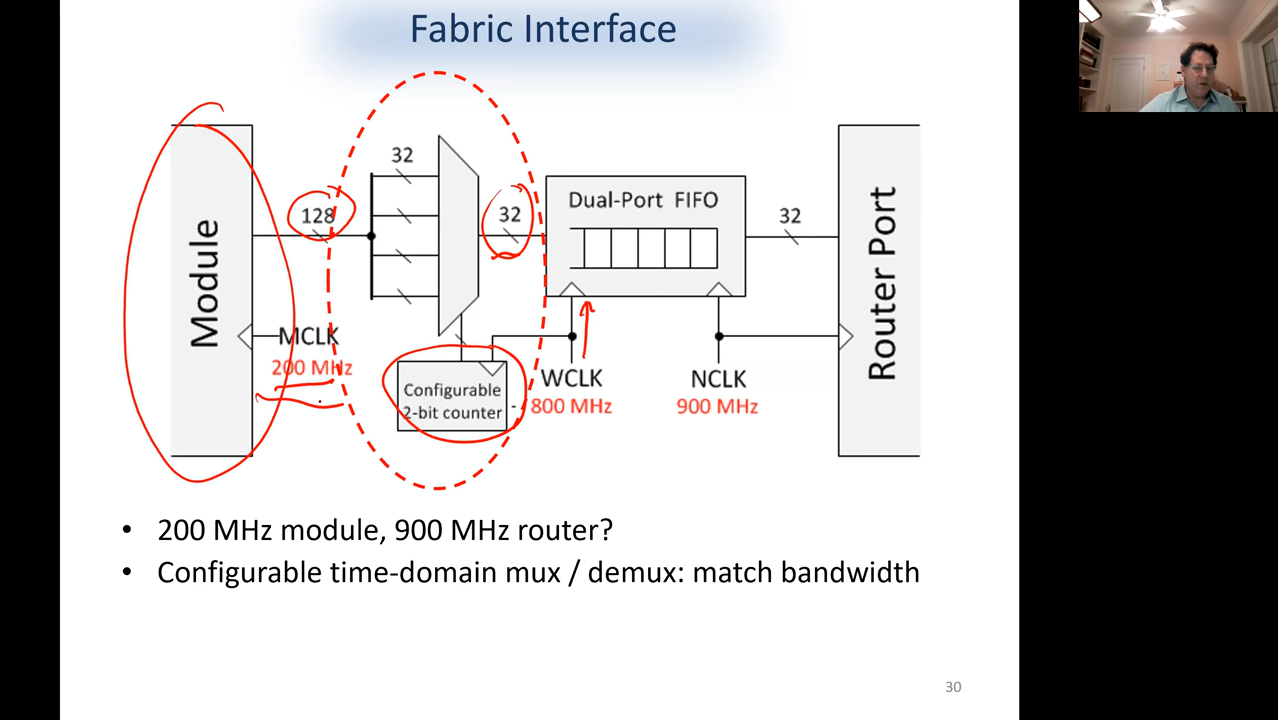 Fabric Interface
Module
128
32
32
Dual-Port FIFO
32
Router Port
MCLK
200 MHz
Configurable
2-bit counter
WCLK
800 MHz
NCLK
900 MHz
• 200 MHz module, 900 MHz router?
• Configurable time-domain mux / demux: match bandwidth
30